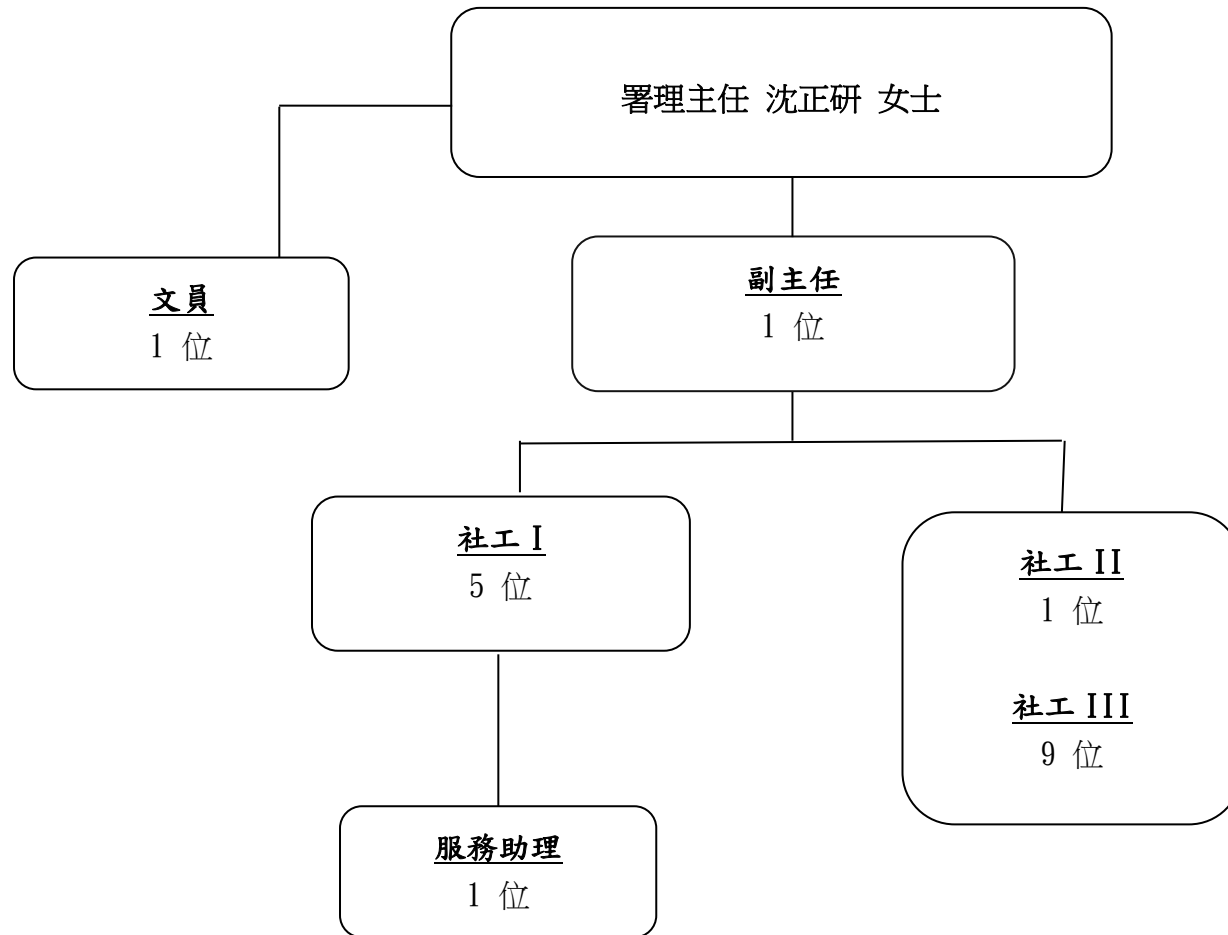 署理主任 沈正研 女士
文員
1 位
副主任
1 位
社工 I
5 位
社工 II
1 位
社工 III
9 位
服務助理
1 位